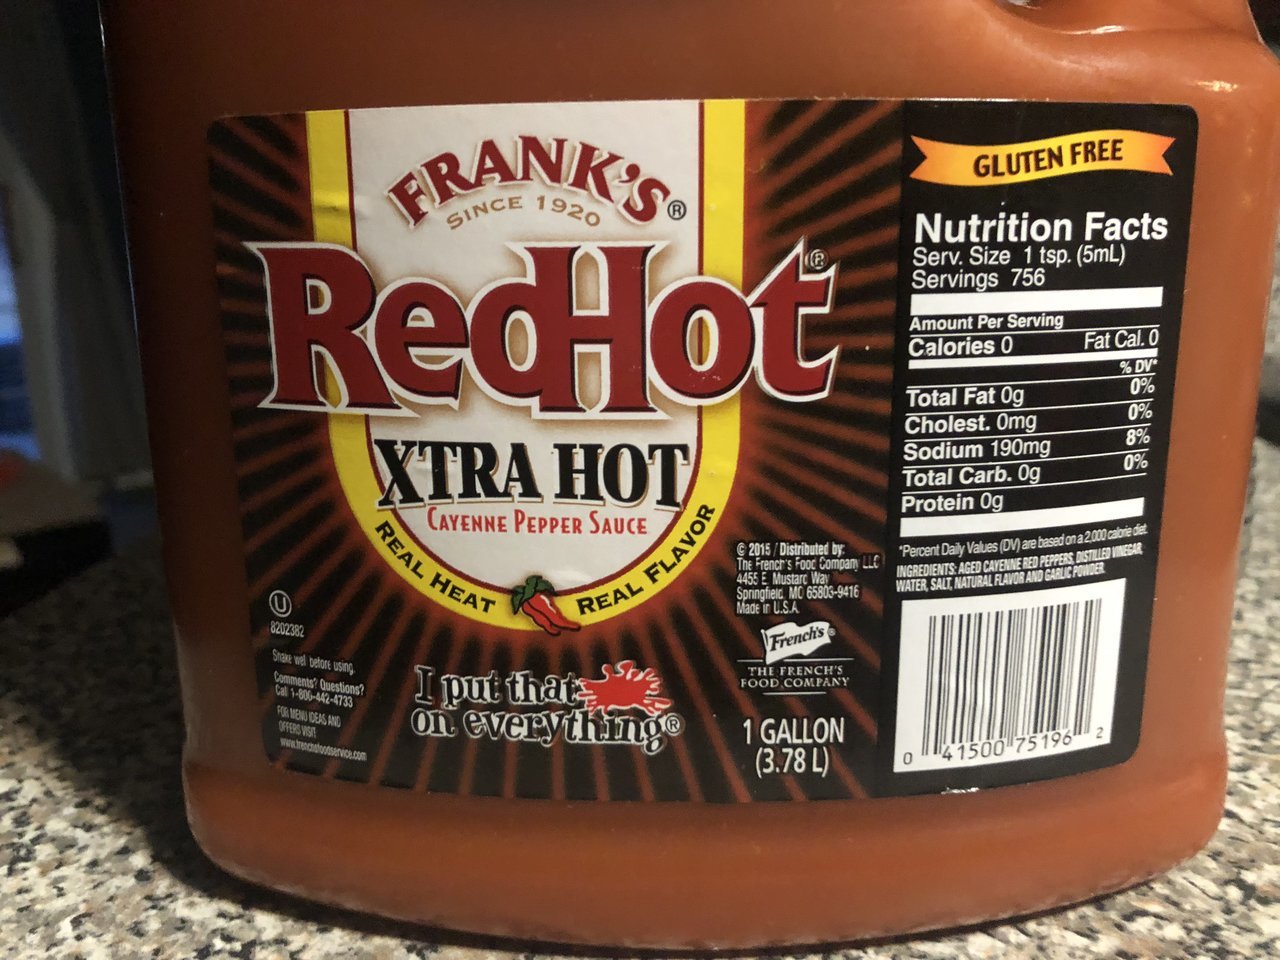 FRANK'S®
SINCE 1920
RedHot®
XTRA HOT
CAYENNE PEPPER SAUCE
REAL HEAT REAL FLAVOR
U
8202382
Shake well before using.
Comments? Questions?
Call 1-800-442-4733
FOR MENU IDEAS AND
OFFERS VISIT
www.frenchsfoodservice.com
I put that
on everything®
© 2015 / Distributed by:
The French's Food Company LLC
4455 E. Mustard Way
Springfield, MO 65803-9416
Made in U.S.A.
French's®
THE FRENCH'S
FOOD COMPANY
1 GALLON
(3.78 L)
GLUTEN FREE
Nutrition Facts
Serv. Size 1 tsp. (5mL)
Servings 756
Amount Per Serving
Calories 0 Fat Cal. 0
% DV*
Total Fat 0g 0%
Cholest. 0mg 0%
Sodium 190mg 8%
Total Carb. 0g 0%
Protein 0g
*Percent Daily Values (DV) are based on a 2,000 calorie diet.
INGREDIENTS: AGED CAYENNE RED PEPPERS, DISTILLED VINEGAR,
WATER, SALT, NATURAL FLAVOR AND GARLIC POWDER.
0 41500 75196 2